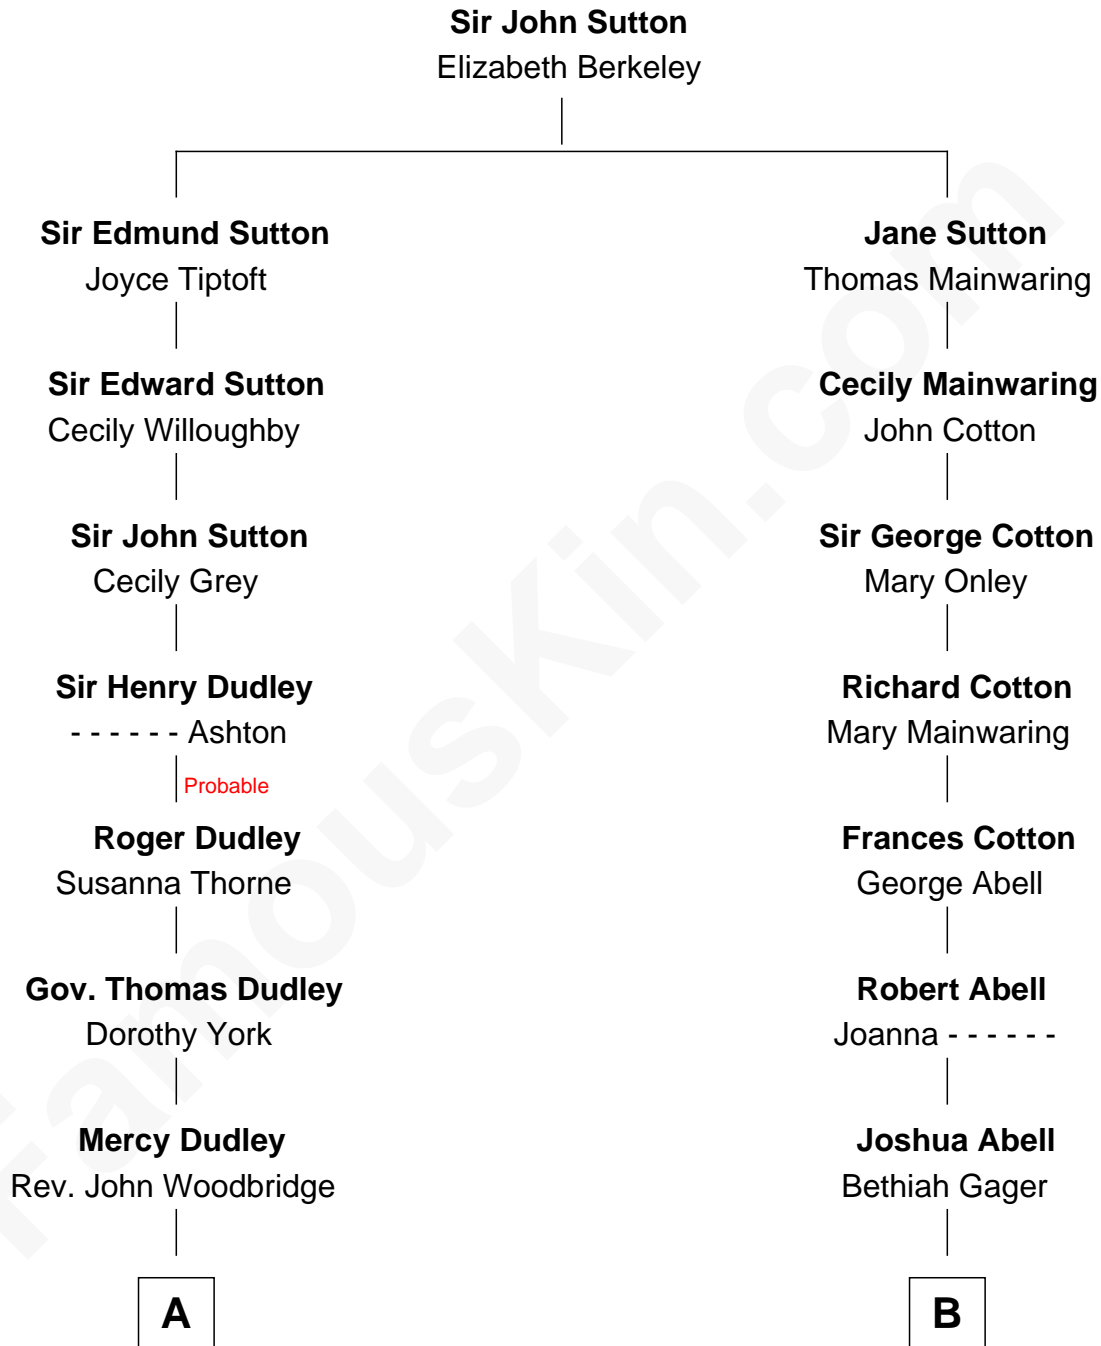 Sir John Sutton
Elizabeth Berkeley
Sir Edmund Sutton
Joyce Tiptoft
Jane Sutton
Thomas Mainwaring
Sir Edward Sutton
Cecily Willoughby
Cecily Mainwaring
John Cotton
Sir John Sutton
Cecily Grey
Sir George Cotton
Mary Onley
Sir Henry Dudley
- - - - - - Ashton
Probable
Richard Cotton
Mary Mainwaring
Roger Dudley
Susanna Thorne
Frances Cotton
George Abell
Gov. Thomas Dudley
Dorothy York
Robert Abell
Joanna - - - - - -
Mercy Dudley
Rev. John Woodbridge
Joshua Abell
Bethiah Gager
A
B
FamousKin.com